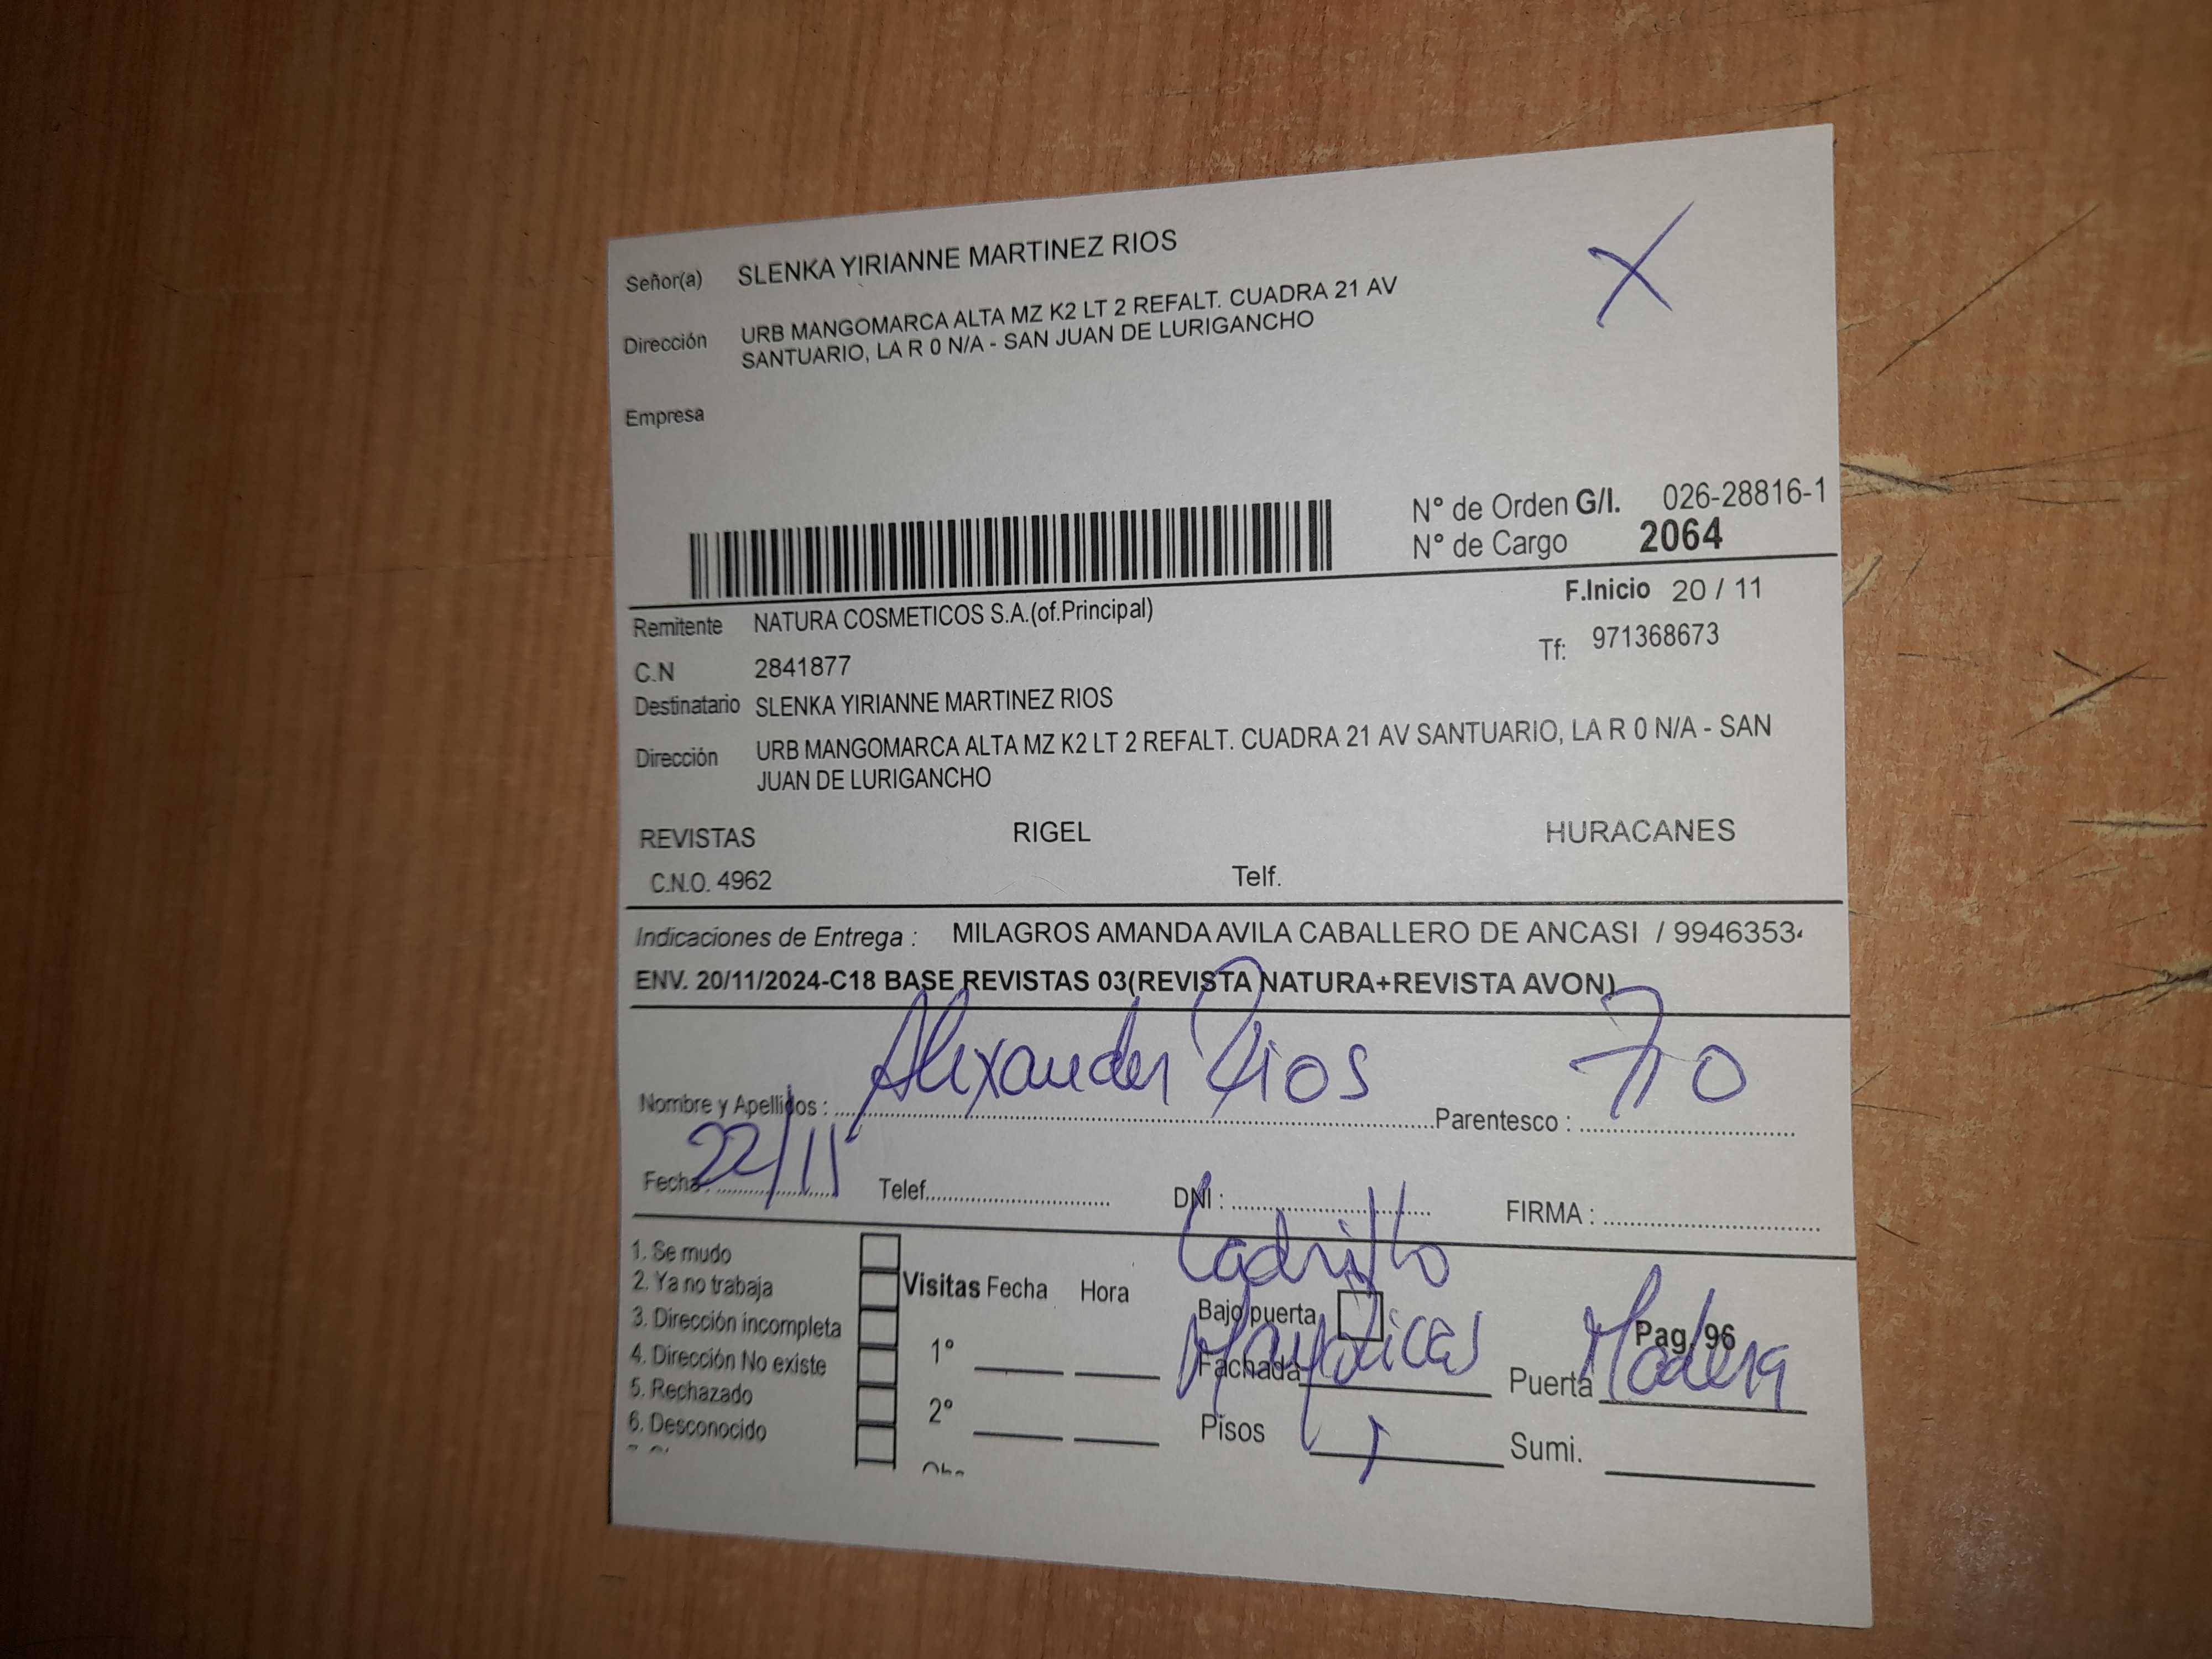 Señor(a) SLENKA YIRIANNE MARTINEZ RIOS
Dirección URB MANGOMARCA ALTA MZ K2 LT 2 REFALT. CUADRA 21 AV
SANTUARIO, LA R 0 N/A - SAN JUAN DE LURIGANCHO
X
Empresa
N° de Orden G/I. 026-28816-1
N° de Cargo 2064
F.Inicio 20 / 11
Remitente NATURA COSMETICOS S.A.(of.Principal)
Tf: 971368673
C.N 2841877
Destinatario SLENKA YIRIANNE MARTINEZ RIOS
Dirección URB MANGOMARCA ALTA MZ K2 LT 2 REFALT. CUADRA 21 AV SANTUARIO, LA R 0 N/A - SAN
JUAN DE LURIGANCHO
REVISTAS RIGEL HURACANES
C.N.O. 4962 Telf.
Indicaciones de Entrega : MILAGROS AMANDA AVILA CABALLERO DE ANCASI / 9946353
ENV. 20/11/2024-C18 BASE REVISTAS 03(REVISTA NATURA+REVISTA AVON)
Nombre y Apellidos : Alexander Rios Parentesco : Tio
Fecha : 22/11 Telef. DNI : FIRMA :
Ladrillo
1. Se mudo
2. Ya no trabaja
3. Dirección incompleta
4. Dirección No existe
5. Rechazado
6. Desconocido
Visitas Fecha Hora
1°
2°
Bajo puerta
Pag. 96
Fachada Mayolicas Puerta Madera
Pisos 1 Sumi.